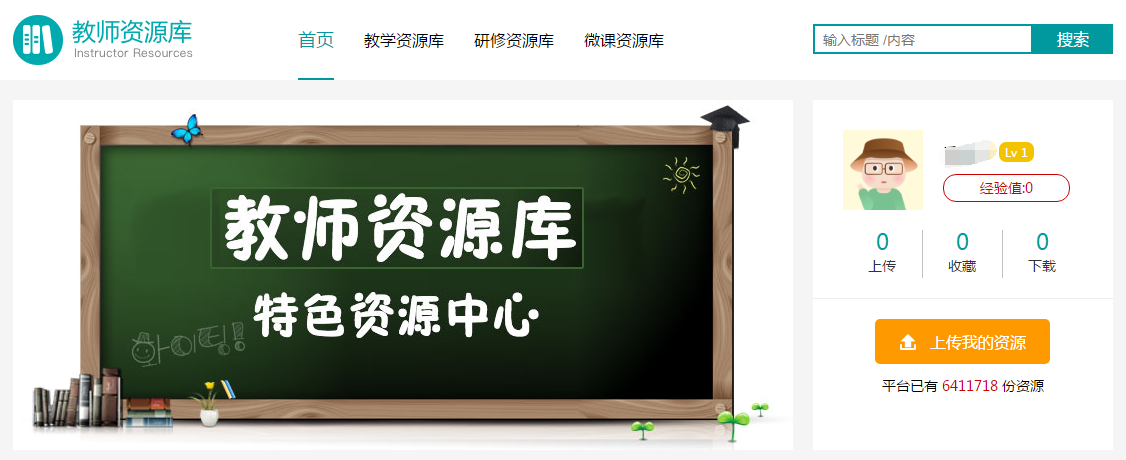 教师资源库
Instructor Resources
首页
教学资源库
研修资源库
微课资源库
输入标题 /内容
搜索
教师资源库
特色资源中心
하이팅!!
Lv 1
经验值:0
0
上传
0
收藏
0
下载
上传我的资源
平台已有 6411718 份资源